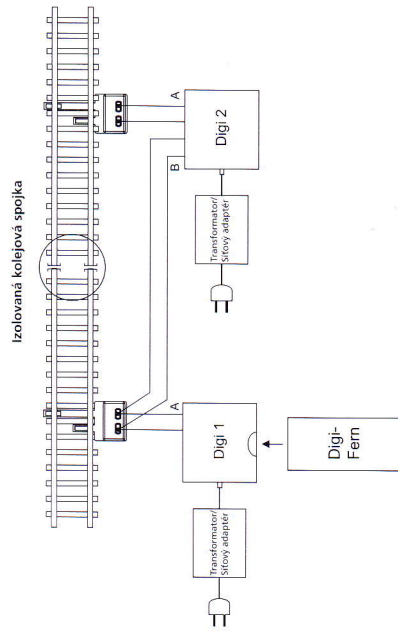 Izolovaná kolejová spojka
A
A
B
Digi 1
Digi 2
Transformator/
Síťový adaptér
Transformator/
Síťový adaptér
Digi-
Fern